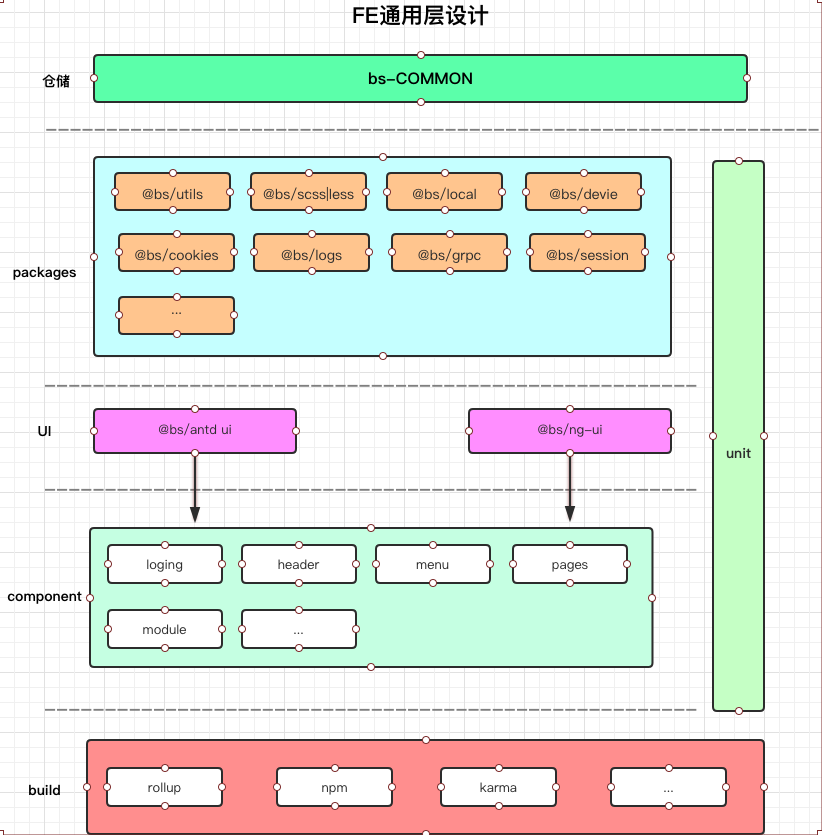 FE通用层设计
仓储
bs-COMMON
@bs/utils
@bs/scss|less
@bs/local
@bs/devie
packages
@bs/cookies
@bs/logs
@bs/grpc
@bs/session
...
UI
@bs/antd ui
@bs/ng-ui
unit
component
loging
header
menu
pages
module
...
build
rollup
npm
karma
...